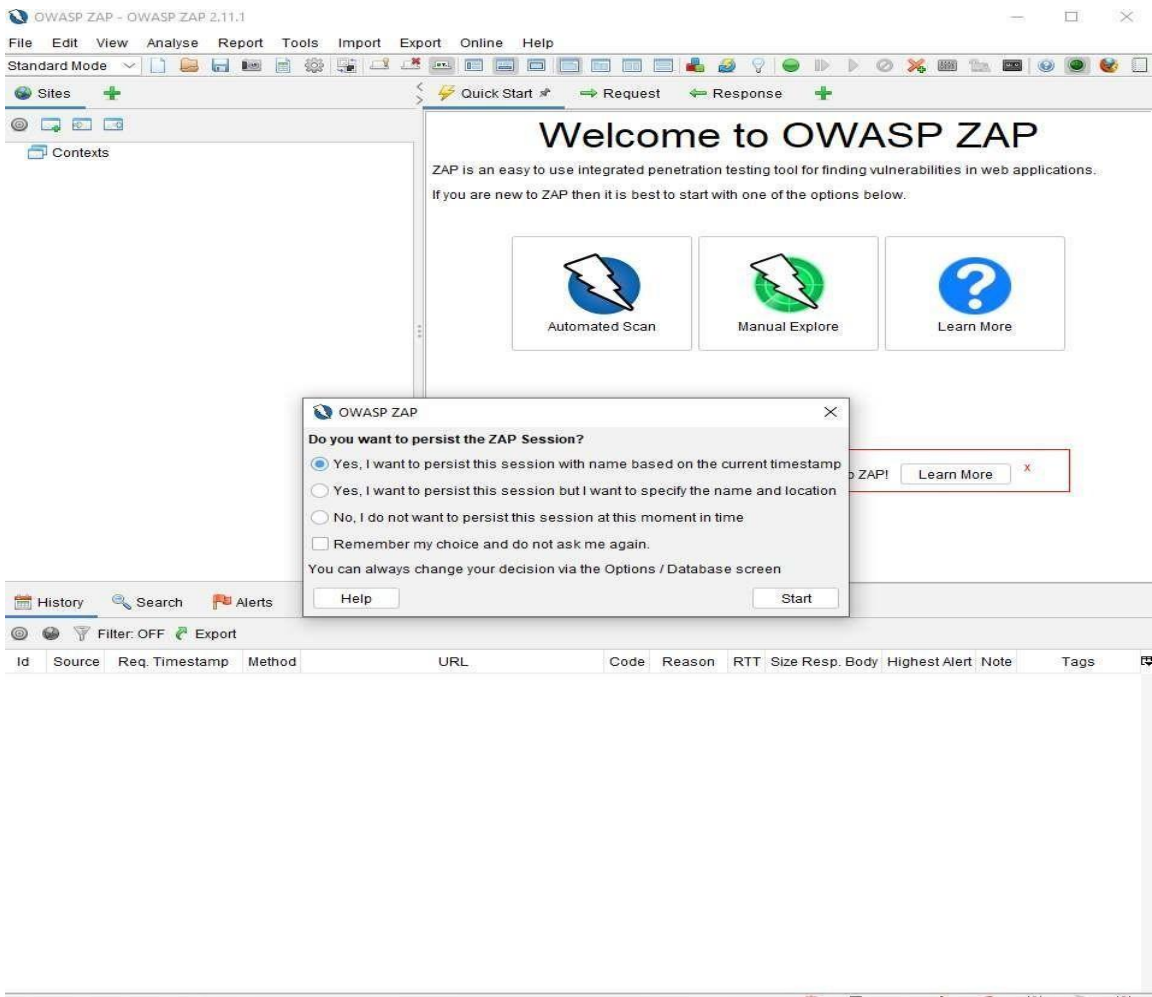 OWASP ZAP - OWASP ZAP 2.11.1
File Edit View Analyse Report Tools Import Export Online Help
Standard Mode
Sites
Quick Start Request Response
Contexts
Welcome to OWASP ZAP
ZAP is an easy to use integrated penetration testing tool for finding vulnerabilities in web applications.
If you are new to ZAP then it is best to start with one of the options below.
Automated Scan Manual Explore Learn More
ZAP! Learn More x
OWASP ZAP
Do you want to persist the ZAP Session?
Yes, I want to persist this session with name based on the current timestamp
Yes, I want to persist this session but I want to specify the name and location
No, I do not want to persist this session at this moment in time
Remember my choice and do not ask me again.
You can always change your decision via the Options / Database screen
Help Start
History Search Alerts
Filter: OFF Export
Id Source Req. Timestamp Method URL Code Reason RTT Size Resp. Body Highest Alert Note Tags